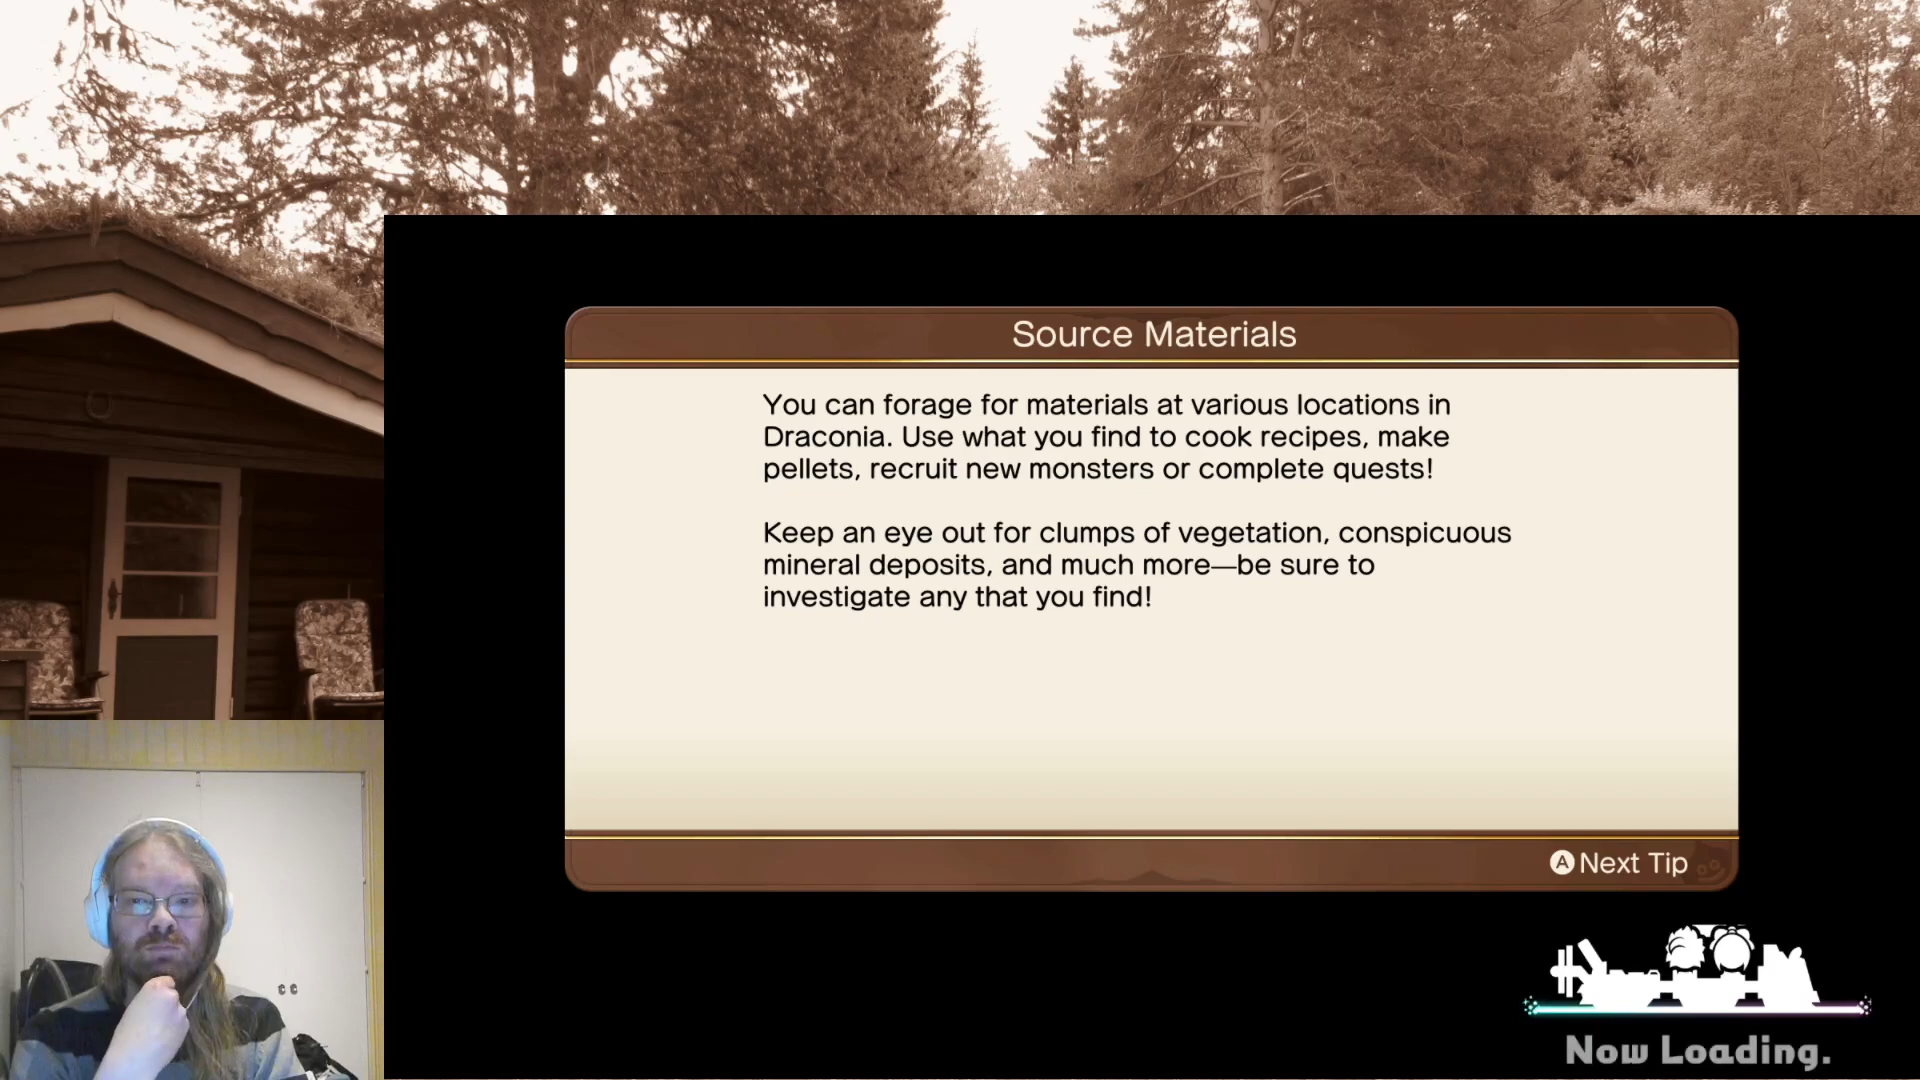 Source Materials
You can forage for materials at various locations in
Draconia. Use what you find to cook recipes, make
pellets, recruit new monsters or complete quests!
Keep an eye out for clumps of vegetation, conspicuous
mineral deposits, and much more—be sure to
investigate any that you find!
A Next Tip
Now Loading.